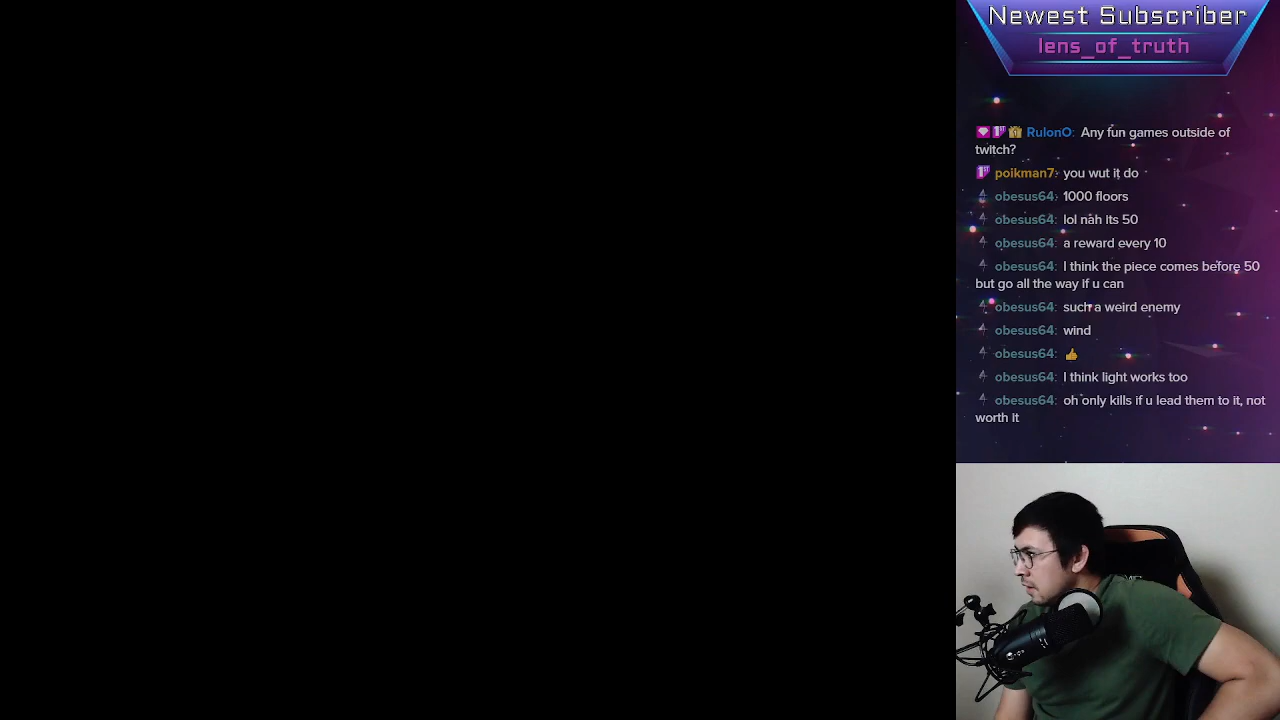 Newest Subscriber
lens_of_truth
RulonO: Any fun games outside of
twitch?
poikman7: you wut it do
obesus64: 1000 floors
obesus64: lol nah its 50
obesus64: a reward every 10
obesus64: I think the piece comes before 50
but go all the way if u can
obesus64: such a weird enemy
obesus64: wind
obesus64: 👍
obesus64: I think light works too
obesus64: oh only kills if u lead them to it, not
worth it